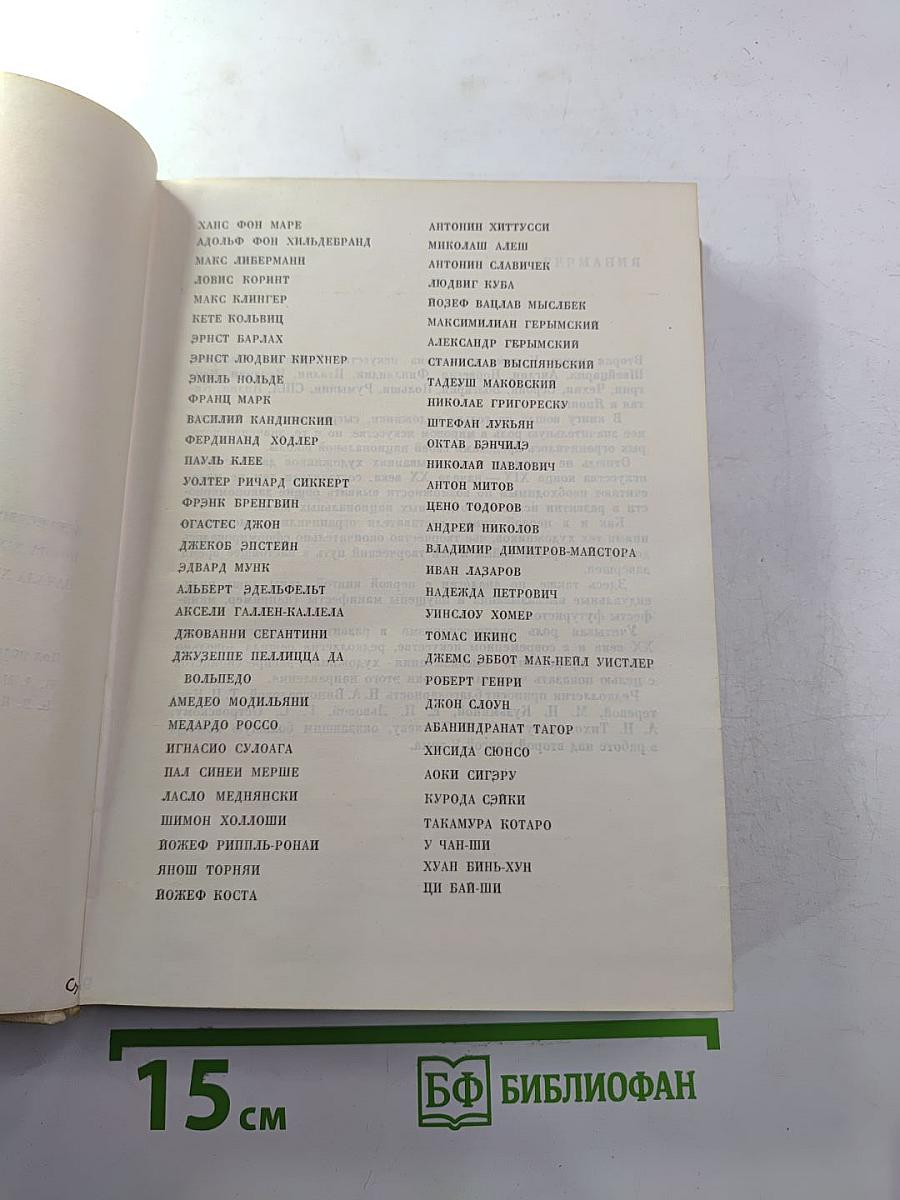 ХАНС ФОН МАРЕ
АДОЛЬФ ФОН ХИЛЬДЕБРАНД
МАКС ЛИБЕРМАНН
ЛОВИС КОРИНТ
МАКС КЛИНГЕР
КЕТЕ КОЛЬВИЦ
ЭРНСТ БАРЛАХ
ЭРНСТ ЛЮДВИГ КИРХНЕР
ЭМИЛЬ НОЛЬДЕ
ФРАНЦ МАРК
ВАСИЛИЙ КАНДИНСКИЙ
ФЕРДИНАНД ХОДЛЕР
ПАУЛЬ КЛЕЕ
УОЛТЕР РИЧАРД СИККЕРТ
ФРЭНК БРЕНГВИН
ОГАСТЕС ДЖОН
ДЖЕКОБ ЭПСТЕЙН
ЭДВАРД МУНК
АЛЬБЕРТ ЭДЕЛЬФЕЛЬТ
АКСЕЛИ ГАЛЛЕН-КАЛЛЕЛА
ДЖОВАННИ СЕГАНТИНИ
ДЖУЗЕППЕ ПЕЛЛИЦЦА ДА
ВОЛЬПЕДО
АМЕДЕО МОДИЛЬЯНИ
МЕДАРДО РОССО
ИГНАСИО СУЛОАГА
ПАЛ СИНЕИ МЕРШЕ
ЛАСЛО МЕДНЯНСКИ
ШИМОН ХОЛЛОШИ
ЙОЖЕФ РИППЛЬ-РОНАИ
ЯНОШ ТОРНЯИ
ЙОЖЕФ КОСТА
АНТОНИН ХИТТУССИ
МИКОЛАШ АЛЕШ
АНТОНИН СЛАВИЧЕК
ЛЮДВИГ КУБА
ЙОЗЕФ ВАЦЛАВ МЫСЛБЕК
МАКСИМИЛИАН ГЕРЫМСКИЙ
АЛЕКСАНДР ГЕРЫМСКИЙ
СТАНИСЛАВ ВЫСПЯНЬСКИЙ
ТАДЕУШ МАКОВСКИЙ
НИКОЛАЕ ГРИГОРЕСКУ
ШТЕФАН ЛУКЬЯН
ОКТАВ БЭНЧИЛЭ
НИКОЛАЙ ПАВЛОВИЧ
АНТОН МИТОВ
ЦЕНО ТОДОРОВ
АНДРЕЙ НИКОЛОВ
ВЛАДИМИР ДИМИТРОВ-МАЙСТОРА
ИВАН ЛАЗАРОВ
НАДЕЖДА ПЕТРОВИЧ
УИНСЛОУ ХОМЕР
ТОМАС ИКИНС
ДЖЕМС ЭББОТ МАК-НЕЙЛ УИСТЛЕР
РОБЕРТ ГЕНРИ
ДЖОН СЛОУН
АБАНИНДРАНАТ ТАГОР
ХИСИДА СЮНСО
АОКИ СИГЭРУ
КУРОДА СЭЙКИ
ТАКАМУРА КОТАРО
У ЧАН-ШИ
ХУАН БИНЬ-ХУН
ЦИ БАЙ-ШИ
15 см
БФ БИБЛИОФАН